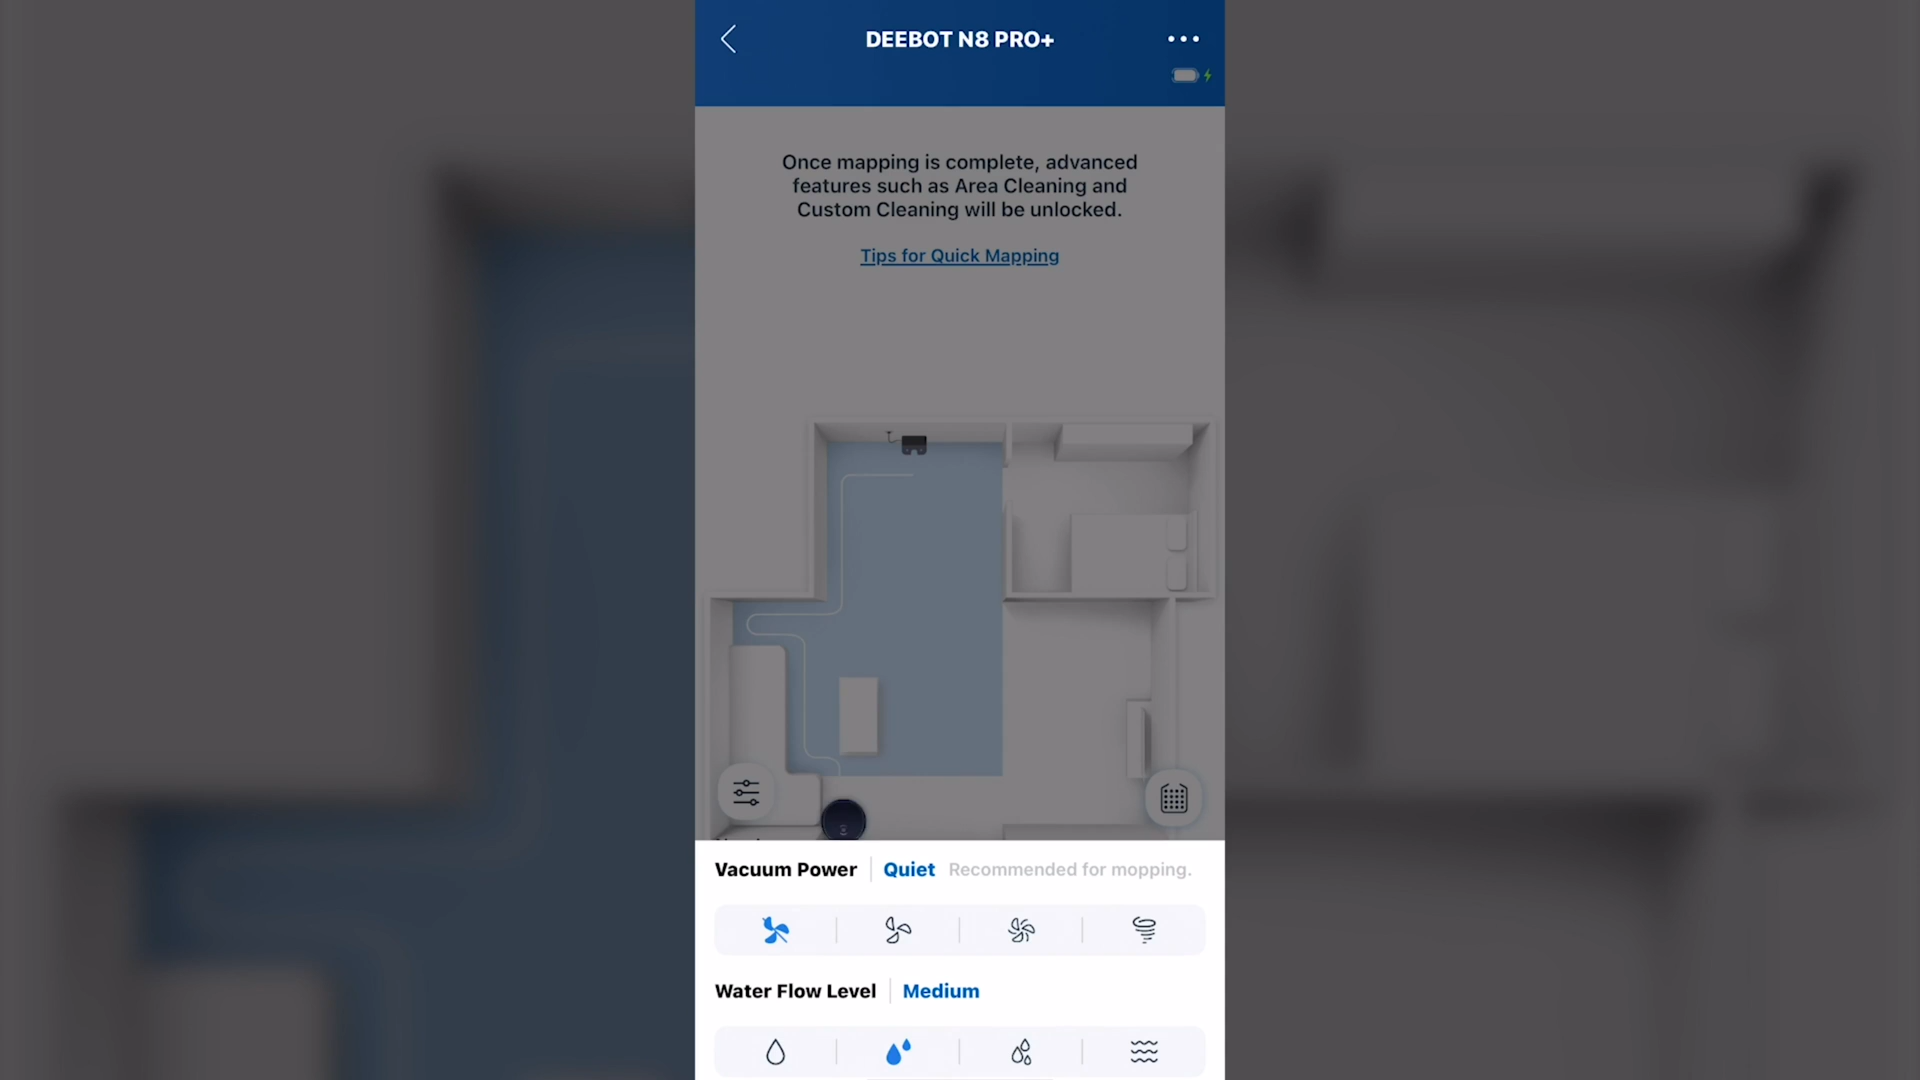 DEEBOT N8 PRO+
Once mapping is complete, advanced
features such as Area Cleaning and
Custom Cleaning will be unlocked.
Tips for Quick Mapping
Vacuum Power Quiet Recommended for mopping.
Water Flow Level Medium